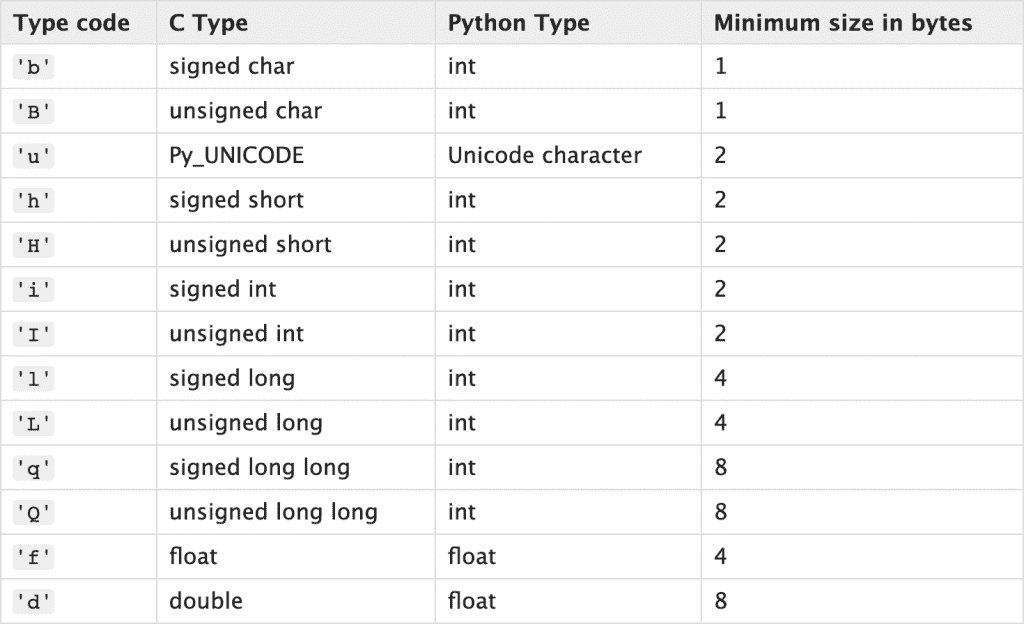 Type code C Type Python Type Minimum size in bytes
'b' signed char int 1
'B' unsigned char int 1
'u' Py_UNICODE Unicode character 2
'h' signed short int 2
'H' unsigned short int 2
'i' signed int int 2
'I' unsigned int int 2
'l' signed long int 4
'L' unsigned long int 4
'q' signed long long int 8
'Q' unsigned long long int 8
'f' float float 4
'd' double float 8